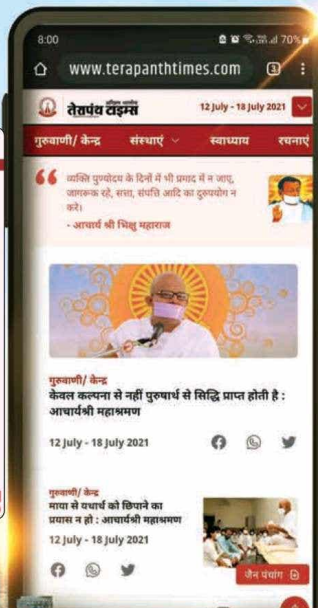 8:00
70%
www.terapanthtimes.com
3
तेरापंथ टाइम्स
12 July - 18 July 2021
गुरुवाणी/ केन्द्र
संस्थाएं
स्वाध्याय
रचनाएं
व्यक्ति पुण्योदय के दिनों में भी प्रमाद में न जाए,
जागरूक रहे, सत्ता, संपत्ति आदि का दुरुपयोग न
करे।
- आचार्य श्री भिक्षु महाराज
गुरुवाणी/ केन्द्र
केवल कल्पना से नहीं पुरुषार्थ से सिद्धि प्राप्त होती है :
आचार्यश्री महाश्रमण
12 July - 18 July 2021
गुरुवाणी/ केन्द्र
माया से यथार्थ को छिपाने का
प्रयास न हो : आचार्यश्री महाश्रमण
12 July - 18 July 2021
जैन पंचांग